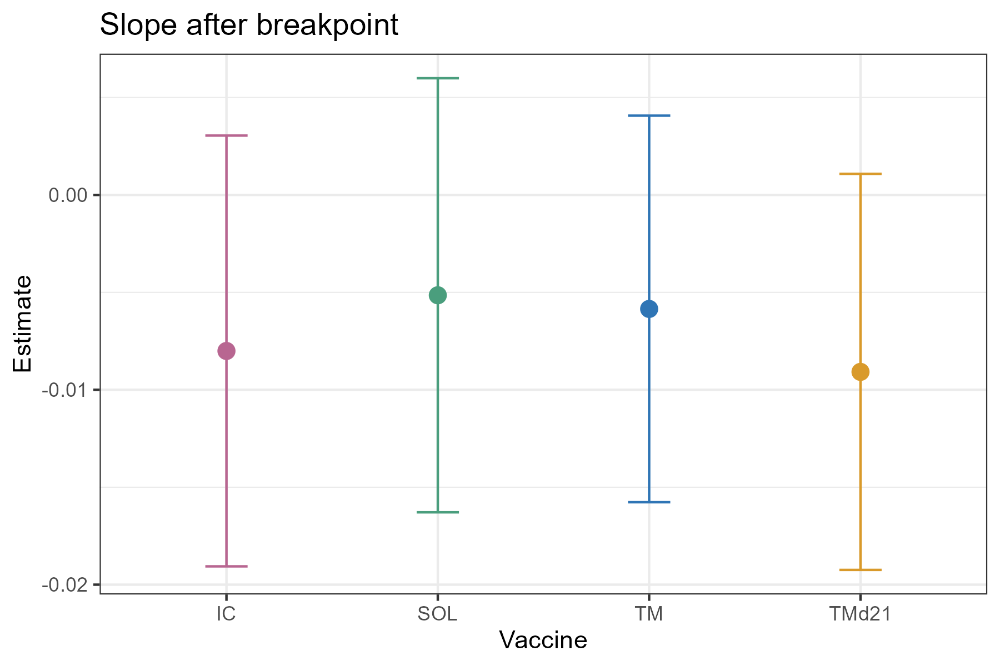 Slope after breakpoint
Estimate
0.00
-0.01
-0.02
IC
SOL
TM
TMd21
Vaccine